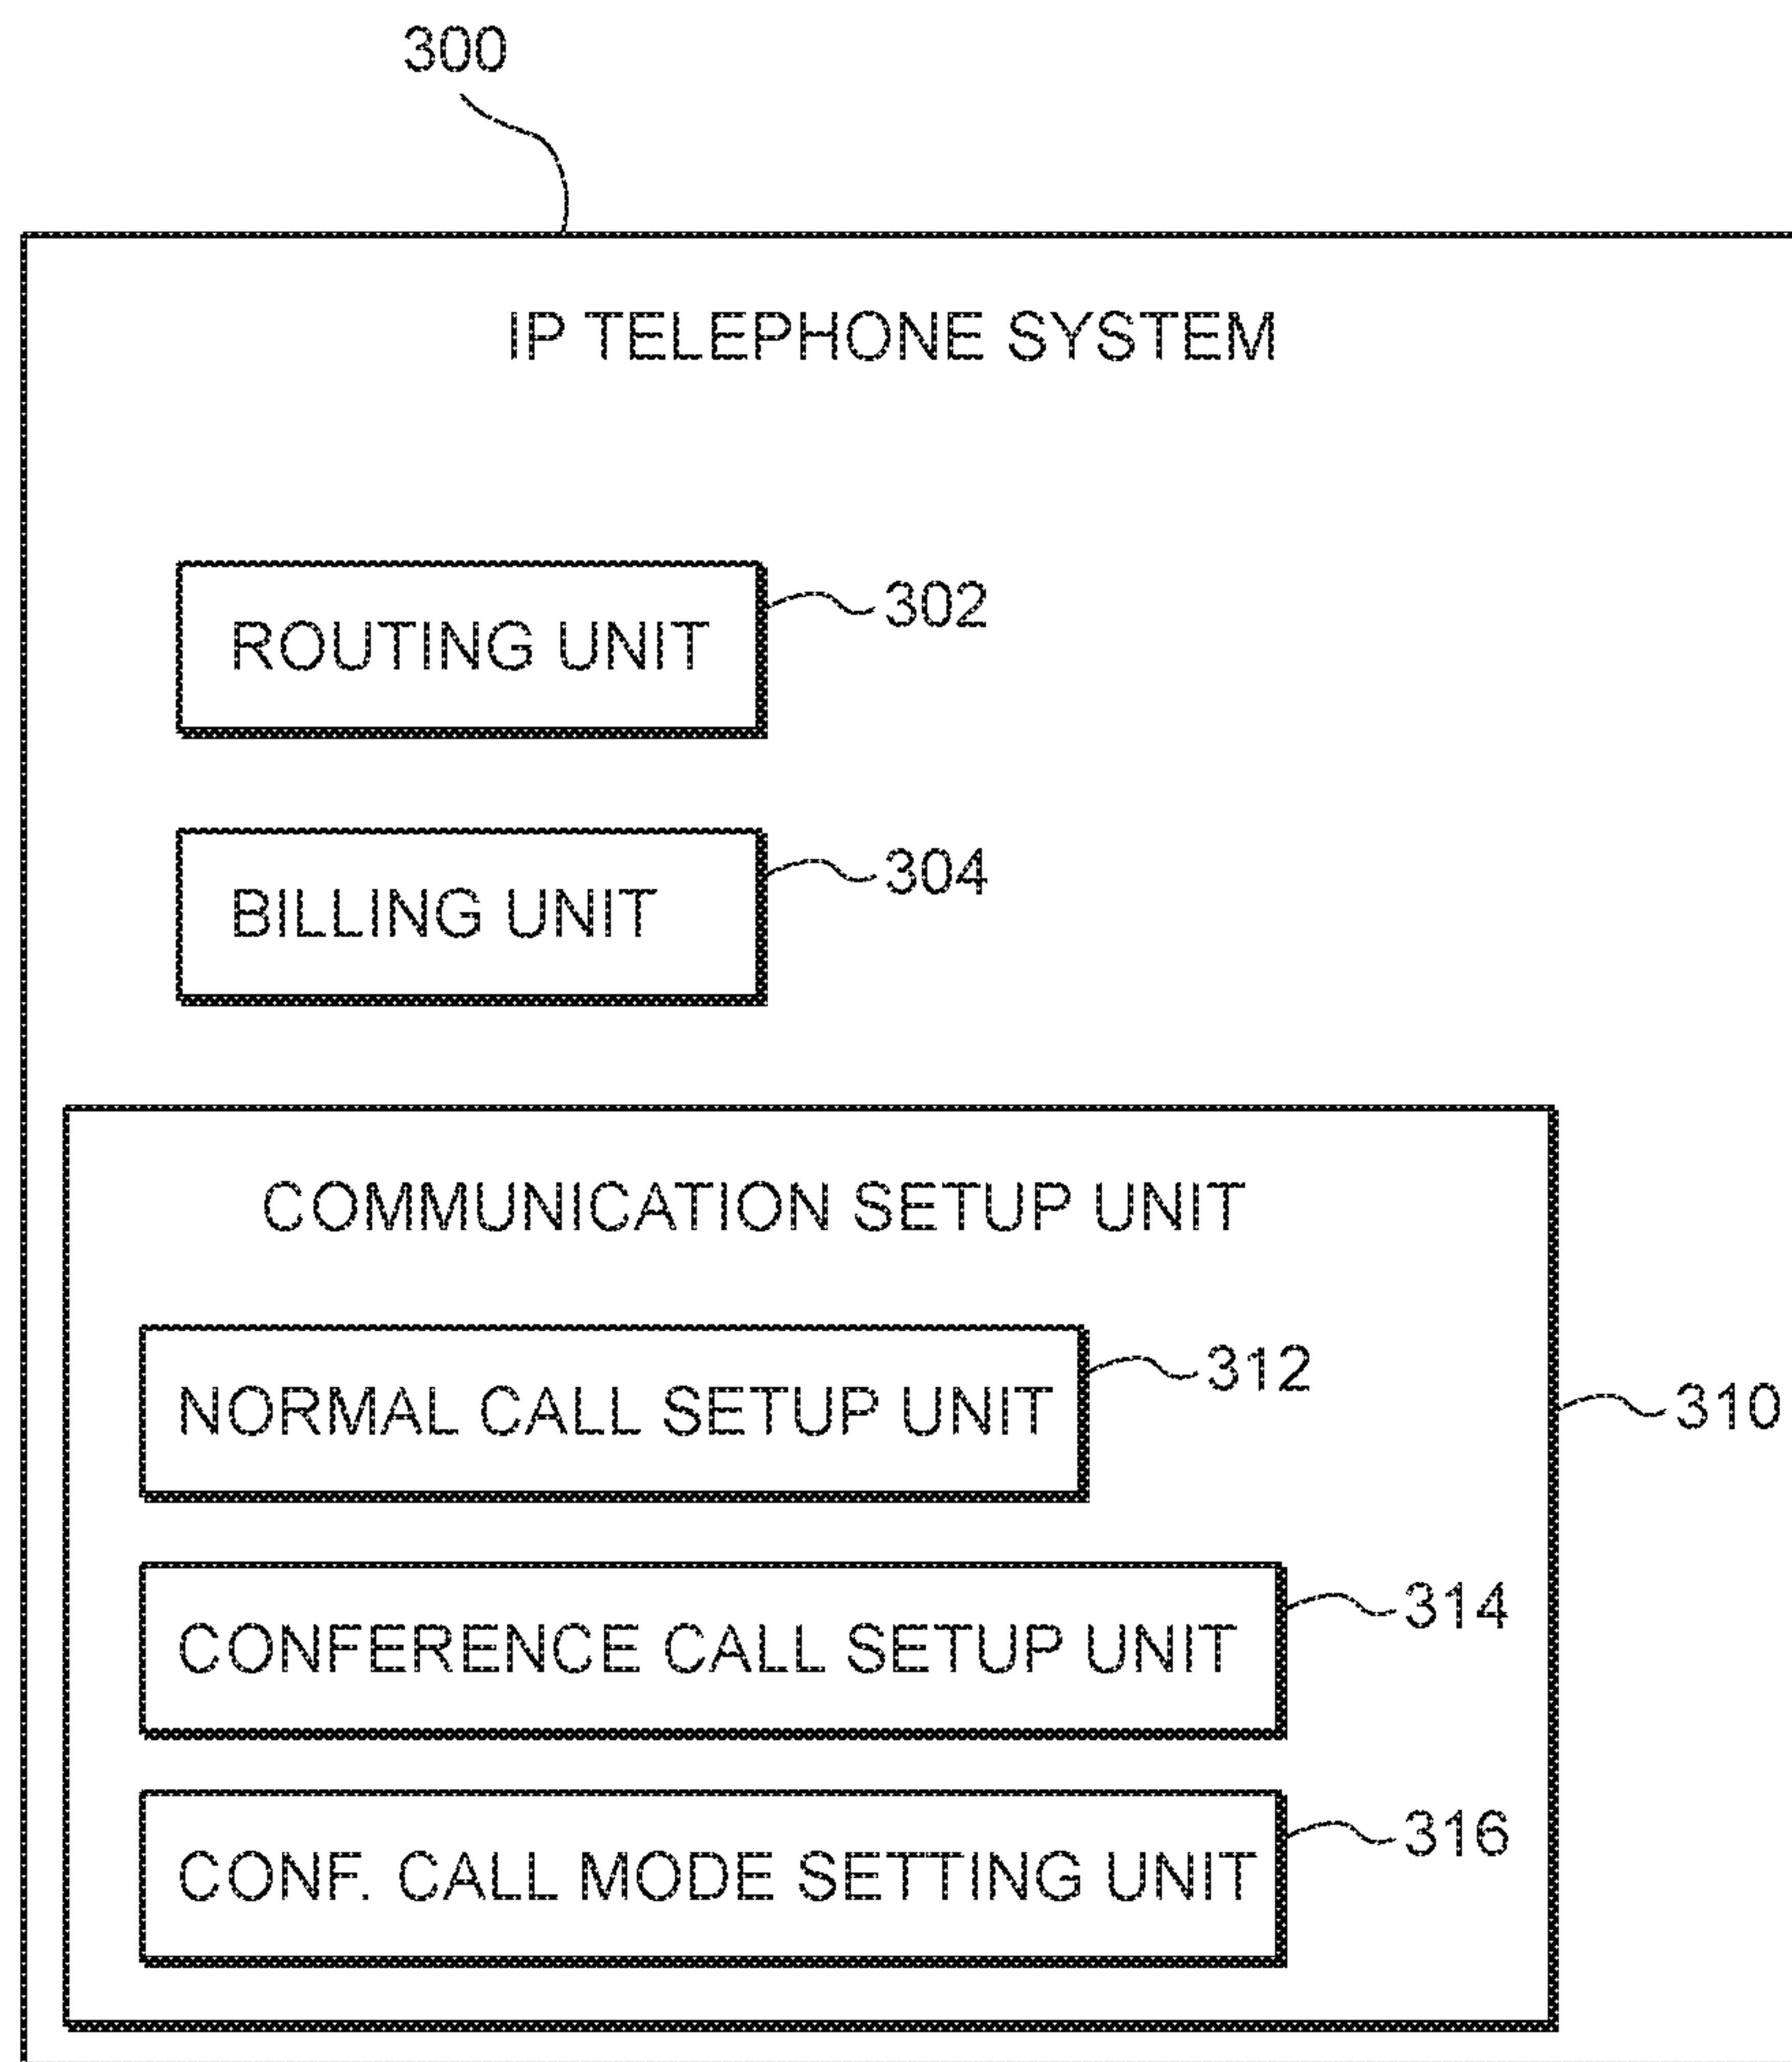 300
IP TELEPHONE SYSTEM
ROUTING UNIT
302
BILLING UNIT
304
COMMUNICATION SETUP UNIT
NORMAL CALL SETUP UNIT
312
310
CONFERENCE CALL SETUP UNIT
314
CONF. CALL MODE SETTING UNIT
316